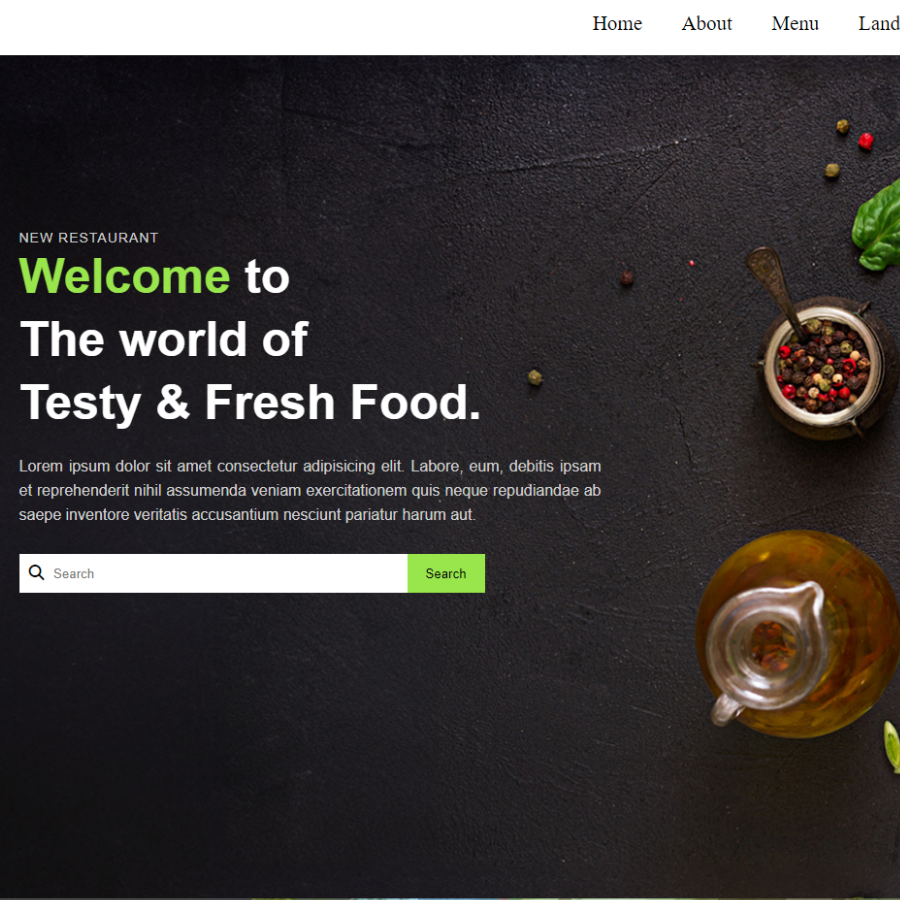 Home About Menu Land
NEW RESTAURANT
Welcome to
The world of
Testy & Fresh Food.
Lorem ipsum dolor sit amet consectetur adipisicing elit. Labore, eum, debitis ipsam
et reprehenderit nihil assumenda veniam exercitationem quis neque repudiandae ab
saepe inventore veritatis accusantium nesciunt pariatur harum aut.
Search Search